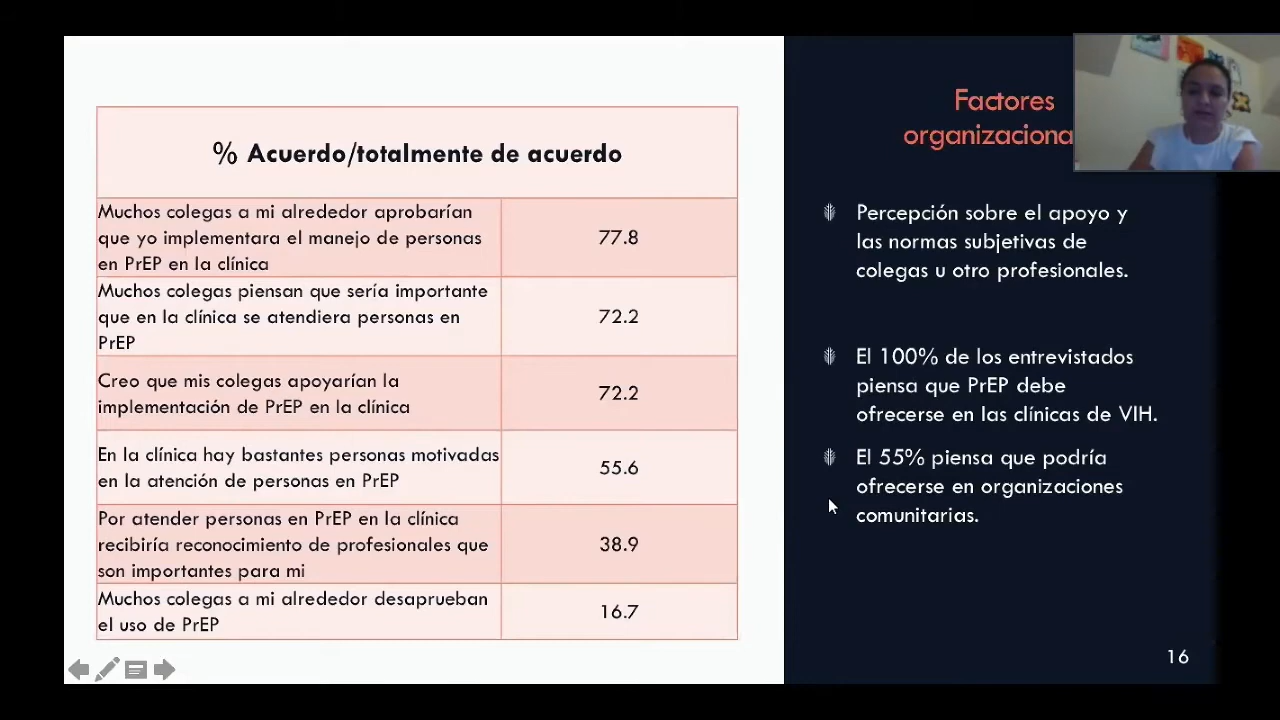 % Acuerdo/totalmente de acuerdo
Muchos colegas a mi alrededor aprobarían
que yo implementara el manejo de personas
en PrEP en la clínica
77.8
Muchos colegas piensan que sería importante
que en la clínica se atendiera personas en
PrEP
72.2
Creo que mis colegas apoyarían la
implementación de PrEP en la clínica
72.2
En la clínica hay bastantes personas motivadas
en la atención de personas en PrEP
55.6
Por atender personas en PrEP en la clínica
recibiría reconocimiento de profesionales que
son importantes para mi
38.9
Muchos colegas a mi alrededor desaprueban
el uso de PrEP
16.7
Factores
organizaciona
Percepción sobre el apoyo y
las normas subjetivas de
colegas u otro profesionales.
El 100% de los entrevistados
piensa que PrEP debe
ofrecerse en las clínicas de VIH.
El 55% piensa que podría
ofrecerse en organizaciones
comunitarias.
16